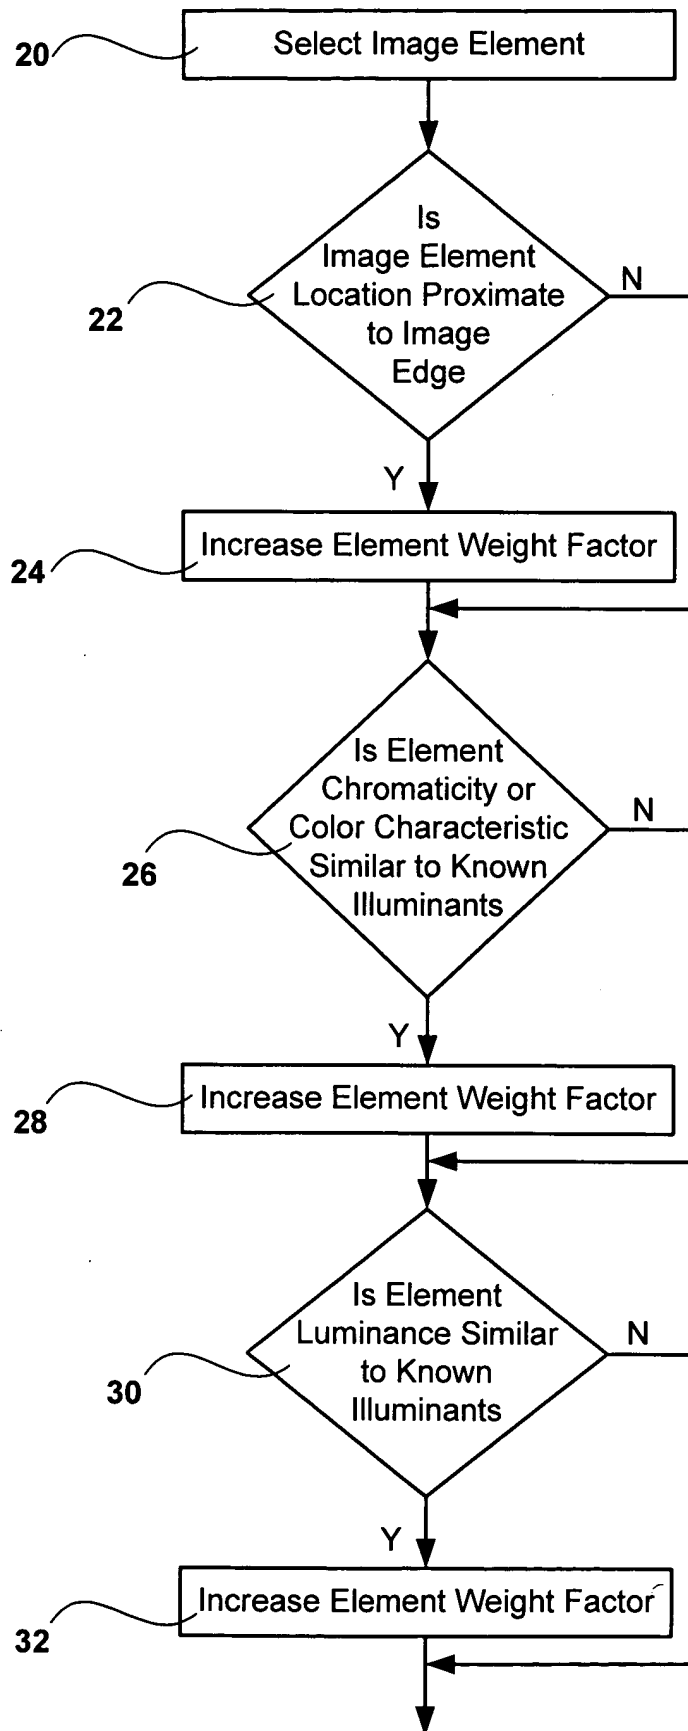 20
Select Image Element
Is
Image Element
Location Proximate
to Image
Edge
N
22
Y
Increase Element Weight Factor
24
Is Element
Chromaticity or
Color Characteristic
Similar to Known
Illuminants
N
26
Y
Increase Element Weight Factor
28
Is Element
Luminance Similar
to Known
Illuminants
N
30
Y
Increase Element Weight Factor
32